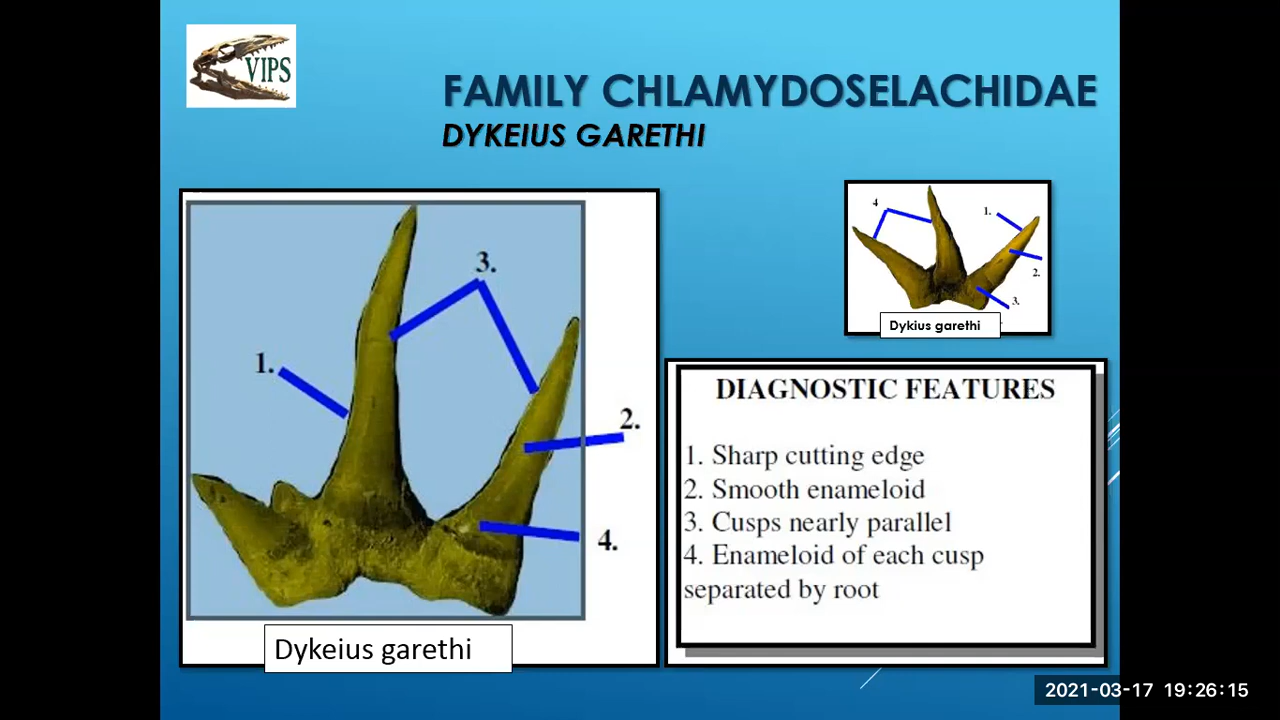 VIPS
FAMILY CHLAMYDOSELACHIDAE
DYKEIUS GARETHI
3.
1.
2.
4.
Dykeius garethi
4
1.
2.
3.
Dykius garethi
DIAGNOSTIC FEATURES
1. Sharp cutting edge
2. Smooth enameloid
3. Cusps nearly parallel
4. Enameloid of each cusp
separated by root
2021-03-17 19:26:15